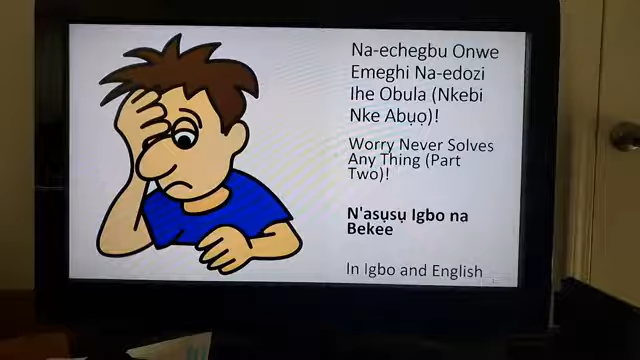 Na-echegbu Onwe
Emeghi Na-edozi
Ihe Obula (Nkebi
Nke Abụọ)!
Worry Never Solves
Any Thing (Part
Two)!
N'asụsụ Igbo na
Bekee
In Igbo and English